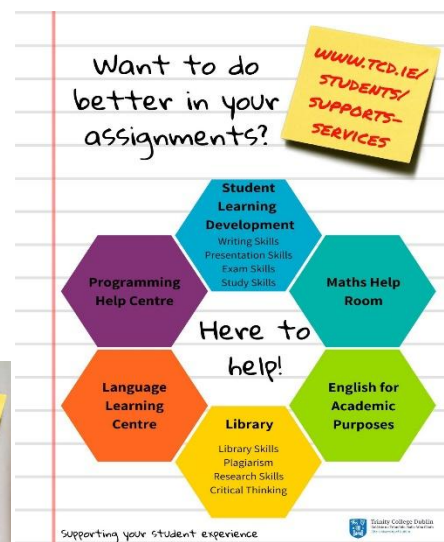 Want to do
better in your
assignments?
WWW.TCD.IE/
STUDENTS/
SUPPORTS-
SERVICES
Student
Learning
Development
Writing Skills
Presentation Skills
Exam Skills
Study Skills
Programming
Help Centre
Maths Help
Room
Here to
help!
Language
Learning
Centre
English for
Academic
Purposes
Library
Library Skills
Plagiarism
Research Skills
Critical Thinking
Supporting your student experience
Trinity College Dublin